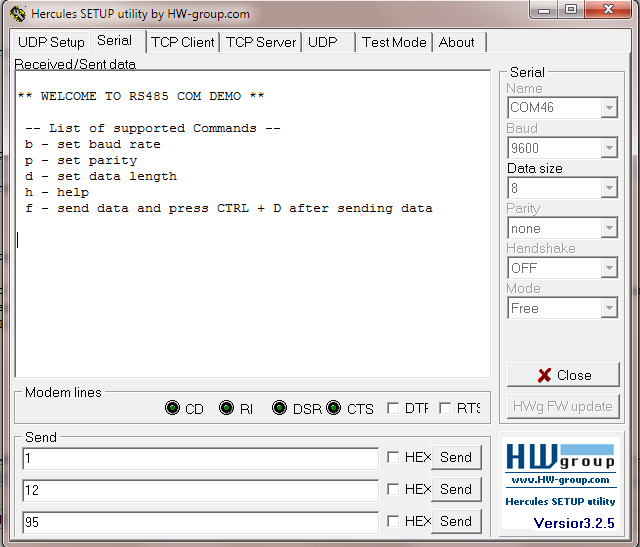 Hercules SETUP utility by HW-group.com
UDP Setup Serial TCP Client TCP Server UDP Test Mode About
Received/Sent data
** WELCOME TO RS485 COM DEMO **
-- List of supported Commands --
b - set baud rate
p - set parity
d - set data length
h - help
f - send data and press CTRL + D after sending data
Serial
Name
COM46
Baud
9600
Data size
8
Parity
none
Handshake
OFF
Mode
Free
Close
HWg FW update
Modem lines
CD RI DSR CTS DTR RTS
Send
1 HEX Send
12 HEX Send
95 HEX Send
HW group
www.HW-group.com
Hercules SETUP utility
Version 3.2.5